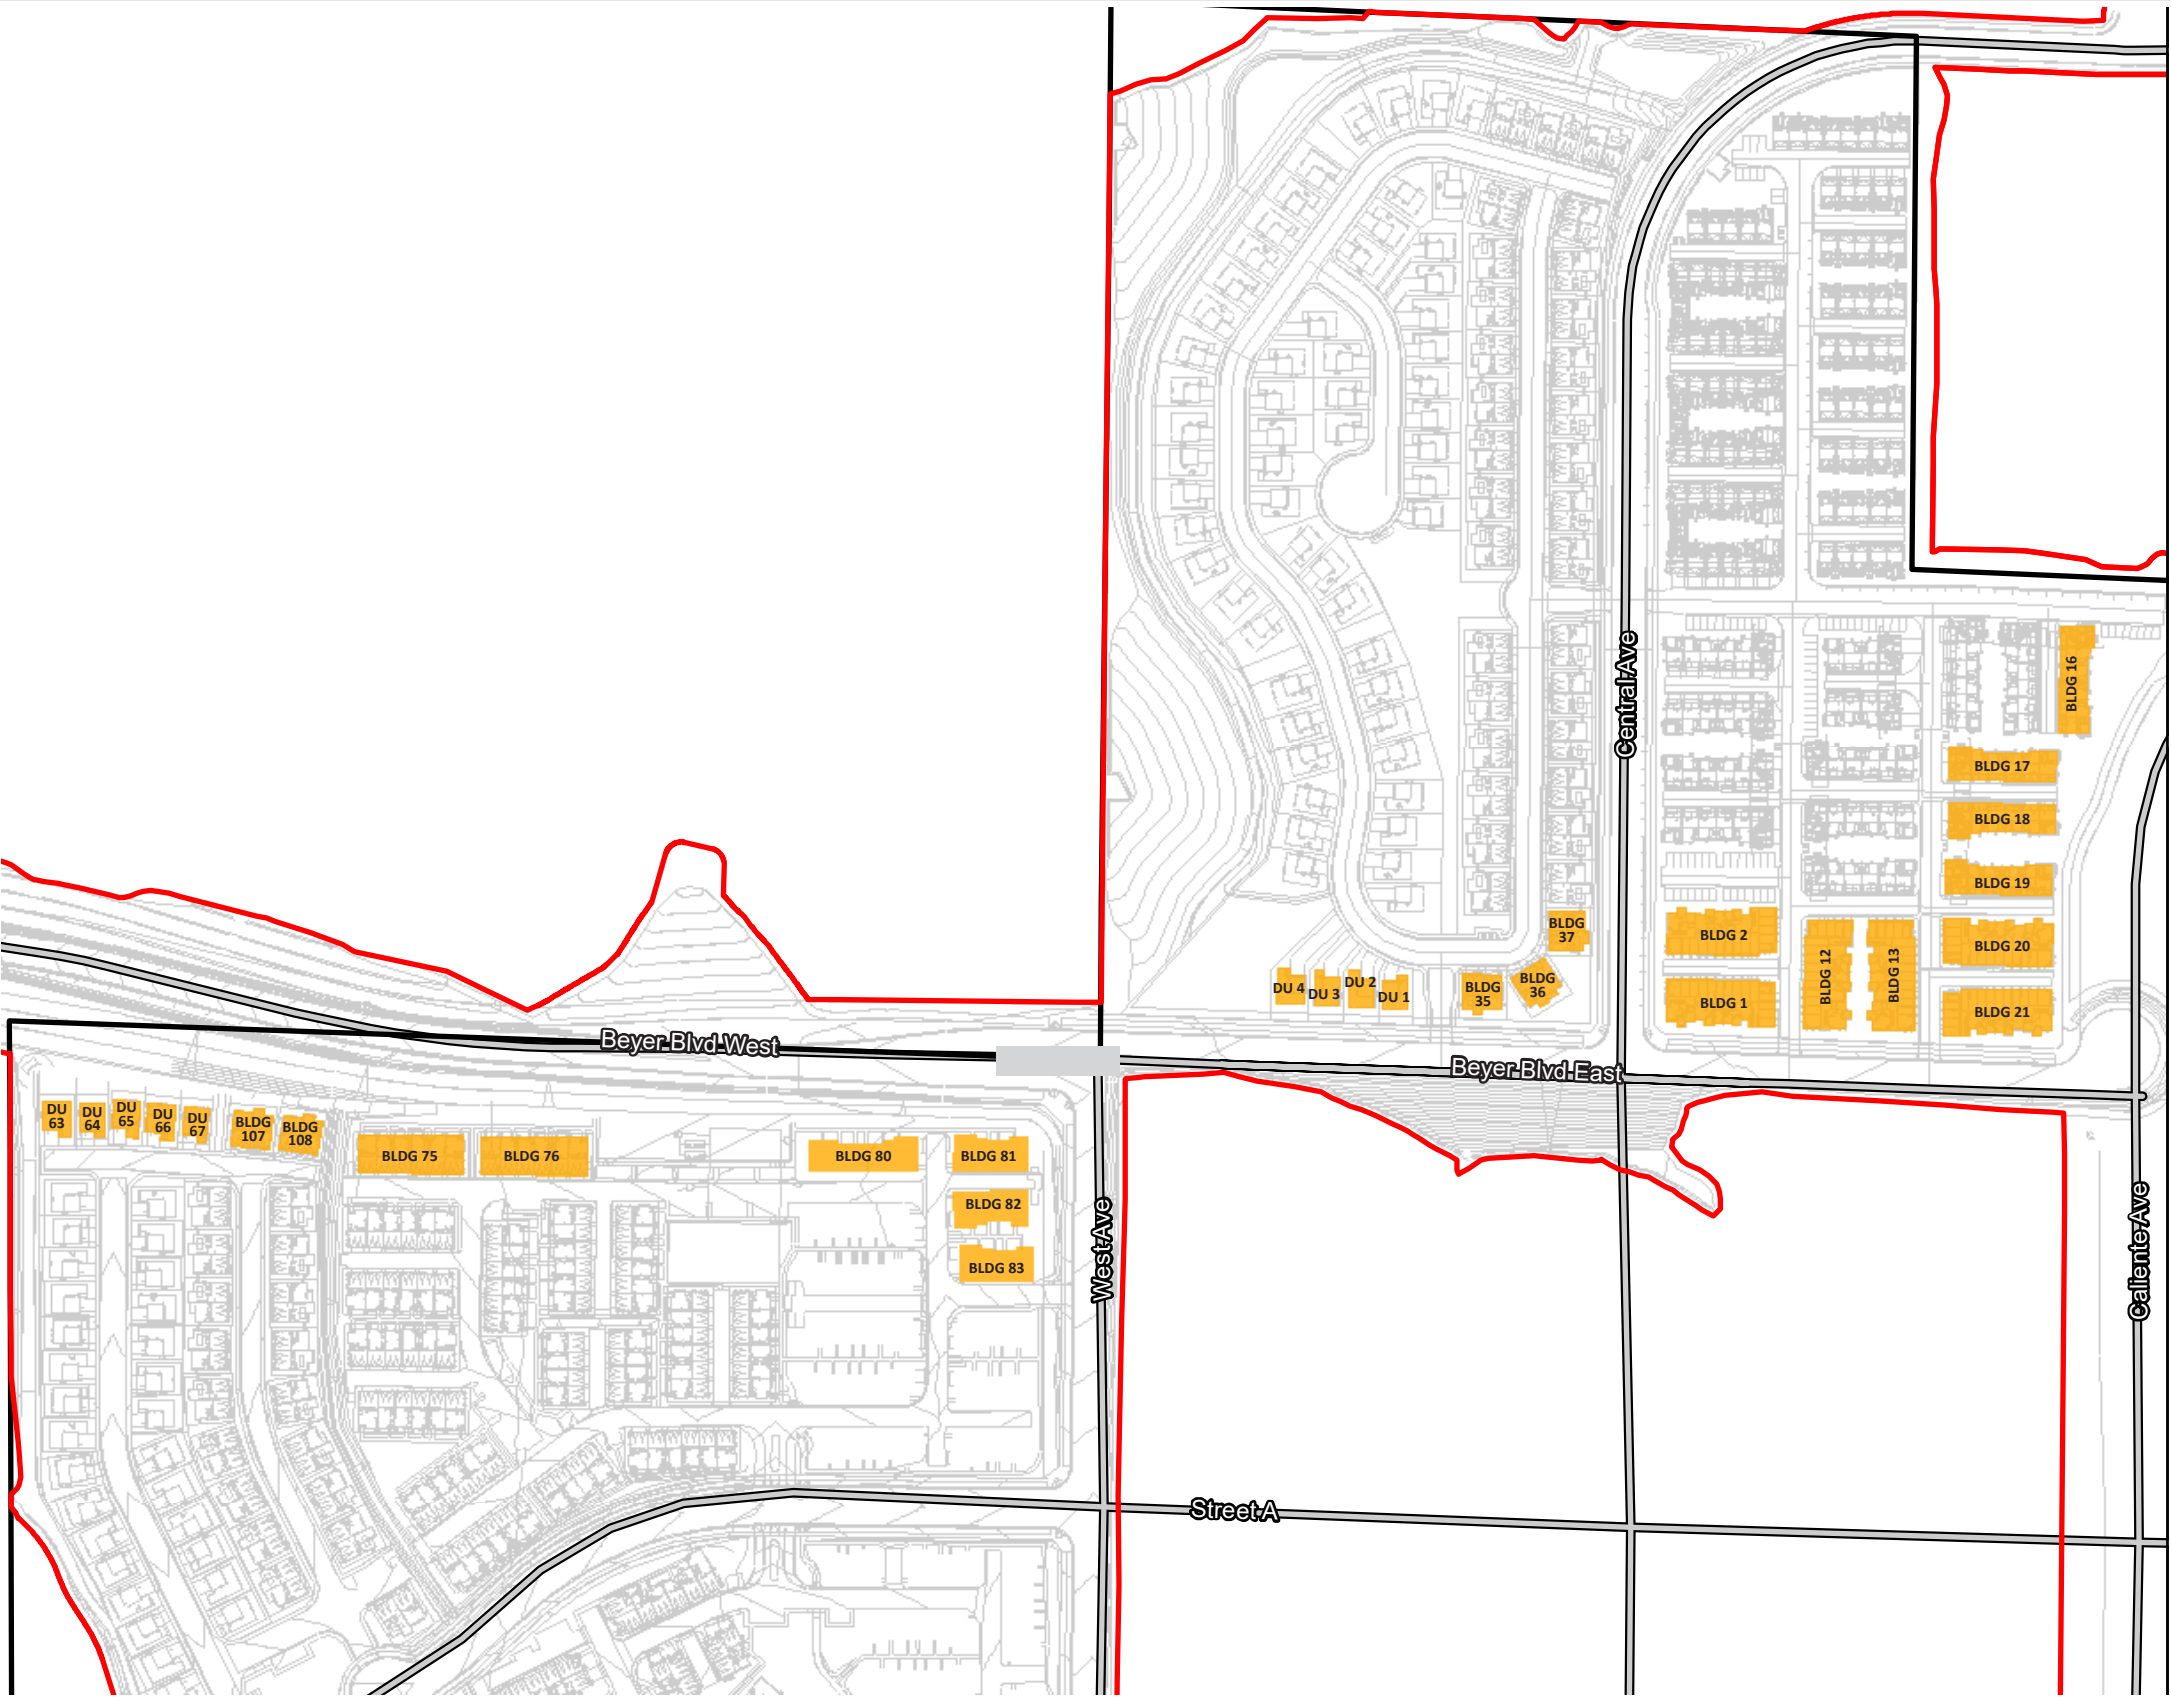 Central Ave
BLDG 16
BLDG 17
BLDG 18
BLDG 19
BLDG
37
BLDG 2
BLDG 20
BLDG 12
BLDG 13
DU 4
DU 3
DU 2
DU 1
BLDG
35
BLDG
36
BLDG 1
BLDG 21
Beyer Blvd West
Beyer Blvd East
DU
63
DU
64
DU
65
DU
66
DU
67
BLDG
107
BLDG
108
BLDG 75
BLDG 76
BLDG 80
BLDG 81
BLDG 82
BLDG 83
West Ave
Caliente Ave
Street A